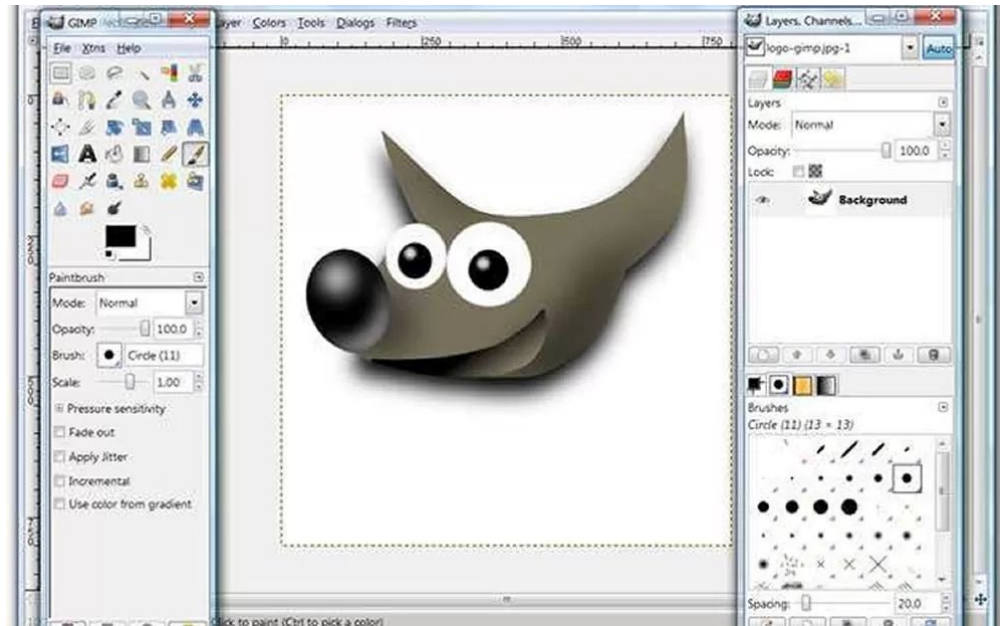 GIMP
File Xtns Help
Layer Colors Tools Dialogs Filters
0 250 500 750
Paintbrush
Mode: Normal
Opacity: 100.0
Brush: Circle (11)
Scale: 1.00
Pressure sensitivity
Fade out
Apply Jitter
Incremental
Use color from gradient
Click to paint (Ctrl to pick a color)
Layers, Channels...
logo-gimp.jpg-1
Auto
Layers
Mode: Normal
Opacity: 100.0
Lock:
Background
Brushes
Circle (11) (13 × 13)
Spacing: 20.0